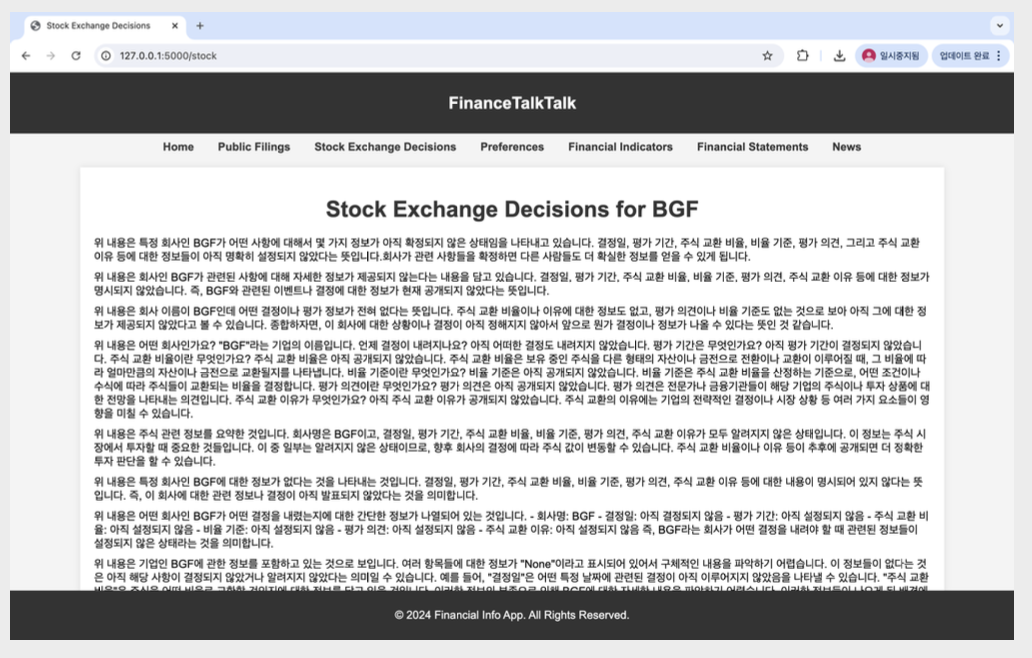 Stock Exchange Decisions
127.0.0.1:5000/stock
일시중지됨
업데이트 완료
FinanceTalkTalk
Home Public Filings Stock Exchange Decisions Preferences Financial Indicators Financial Statements News
Stock Exchange Decisions for BGF
위 내용은 특정 회사인 BGF가 어떤 사항에 대해서 몇 가지 정보가 아직 확정되지 않은 상태임을 나타내고 있습니다. 결정일, 평가 기간, 주식 교환 비율, 비율 기준, 평가 의견, 그리고 주식 교환
이유 등에 대한 정보들이 아직 명확히 설정되지 않았다는 뜻입니다.회사가 관련 사항들을 확정하면 다른 사람들도 더 확실한 정보를 얻을 수 있게 됩니다.
위 내용은 회사인 BGF가 관련된 사항에 대해 자세한 정보가 제공되지 않는다는 내용을 담고 있습니다. 결정일, 평가 기간, 주식 교환 비율, 비율 기준, 평가 의견, 주식 교환 이유 등에 대한 정보가
명시되지 않았습니다. 즉, BGF와 관련된 이벤트나 결정에 대한 정보가 현재 공개되지 않았다는 뜻입니다.
위 내용은 회사 이름이 BGF인데 어떤 결정이나 평가 정보가 전혀 없다는 뜻입니다. 주식 교환 비율이나 이유에 대한 정보도 없고, 평가 의견이나 비율 기준도 없는 것으로 보아 아직 그에 대한 정
보가 제공되지 않았다고 볼 수 있습니다. 종합하자면, 이 회사에 대한 상황이나 결정이 아직 정해지지 않아서 앞으로 뭔가 결정이나 정보가 나올 수 있다는 뜻인 것 같습니다.
위 내용은 어떤 회사인가요? "BGF"라는 기업의 이름입니다. 언제 결정이 내려지나요? 아직 어떠한 결정도 내려지지 않았습니다. 평가 기간은 무엇인가요? 아직 평가 기간이 결정되지 않았습니
다. 주식 교환 비율이란 무엇인가요? 주식 교환 비율은 아직 공개되지 않았습니다. 주식 교환 비율은 보유 중인 주식을 다른 형태의 자산이나 금전으로 전환이나 교환이 이루어질 때, 그 비율에 따
라 얼마만큼의 자산이나 금전으로 교환될지를 나타냅니다. 비율 기준이란 무엇인가요? 비율 기준은 아직 공개되지 않았습니다. 비율 기준은 주식 교환 비율을 산정하는 기준으로, 어떤 조건이나
수식에 따라 주식들이 교환되는 비율을 결정합니다. 평가 의견이란 무엇인가요? 평가 의견은 아직 공개되지 않았습니다. 평가 의견은 전문가나 금융기관들이 해당 기업의 주식이나 투자 상품에 대
한 전망을 나타내는 의견입니다. 주식 교환 이유가 무엇인가요? 아직 주식 교환 이유가 공개되지 않았습니다. 주식 교환의 이유에는 기업의 전략적인 결정이나 시장 상황 등 여러 가지 요소들이 영
향을 미칠 수 있습니다.
위 내용은 주식 관련 정보를 요약한 것입니다. 회사명은 BGF이고, 결정일, 평가 기간, 주식 교환 비율, 비율 기준, 평가 의견, 주식 교환 이유가 모두 알려지지 않은 상태입니다. 이 정보는 주식 시
장에서 투자할 때 중요한 것들입니다. 이 중 일부는 알려지지 않은 상태이므로, 향후 회사의 결정에 따라 주식 값이 변동할 수 있습니다. 주식 교환 비율이나 이유 등이 추후에 공개되면 더 정확한
투자 판단을 할 수 있습니다.
위 내용은 특정 회사인 BGF에 대한 정보가 없다는 것을 나타내는 것입니다. 결정일, 평가 기간, 주식 교환 비율, 비율 기준, 평가 의견, 주식 교환 이유 등에 대한 내용이 명시되어 있지 않다는 뜻
입니다. 즉, 이 회사에 대한 관련 정보나 결정이 아직 발표되지 않았다는 것을 의미합니다.
위 내용은 어떤 회사인 BGF가 어떤 결정을 내렸는지에 대한 간단한 정보가 나열되어 있는 것입니다. - 회사명: BGF - 결정일: 아직 결정되지 않음 - 평가 기간: 아직 설정되지 않음 - 주식 교환 비
율: 아직 설정되지 않음 - 비율 기준: 아직 설정되지 않음 - 평가 의견: 아직 설정되지 않음 - 주식 교환 이유: 아직 설정되지 않음 즉, BGF라는 회사가 어떤 결정을 내려야 할 때 관련된 정보들이
설정되지 않은 상태라는 것을 의미합니다.
위 내용은 기업인 BGF에 관한 정보를 포함하고 있는 것으로 보입니다. 여러 항목들에 대한 정보가 "None"이라고 표시되어 있어서 구체적인 내용을 파악하기 어렵습니다. 이 정보들이 없다는 것
은 아직 해당 사항이 결정되지 않았거나 알려지지 않았다는 의미일 수 있습니다. 예를 들어, "결정일"은 어떤 특정 날짜에 관련된 결정이 아직 이루어지지 않았음을 나타낼 수 있습니다. "주식 교환
© 2024 Financial Info App. All Rights Reserved.